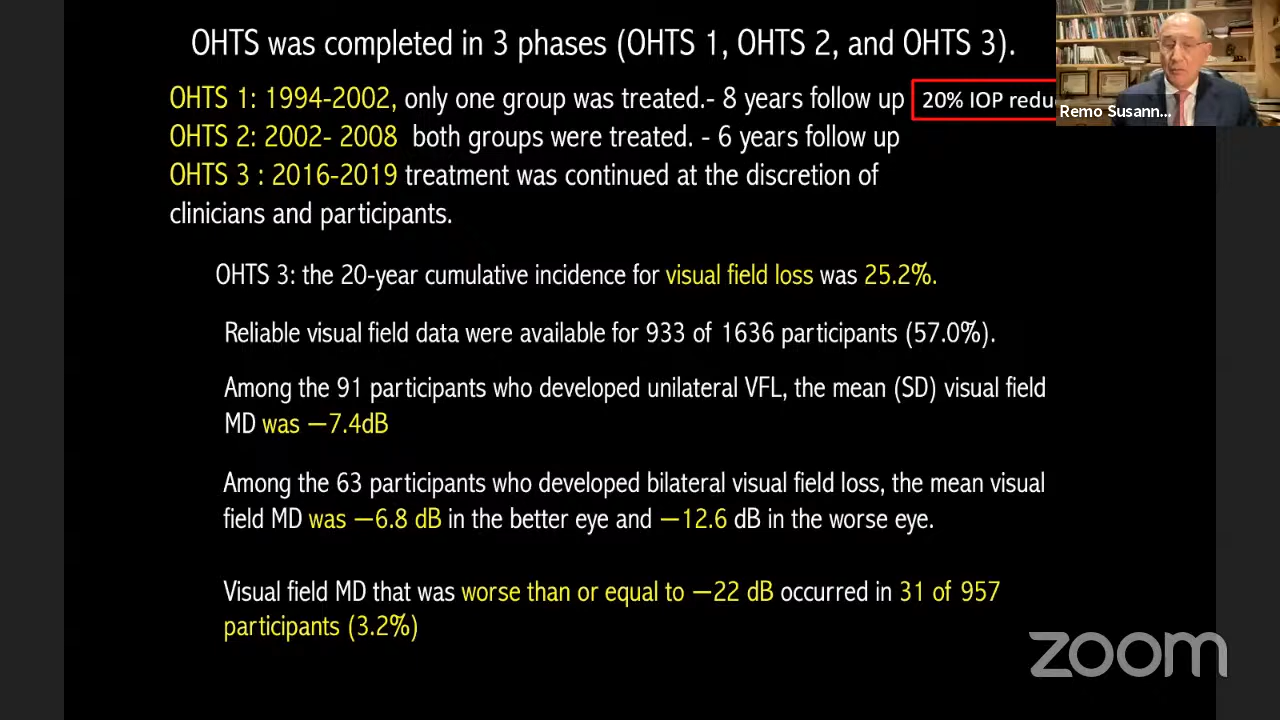 OHTS was completed in 3 phases (OHTS 1, OHTS 2, and OHTS 3).
OHTS 1: 1994-2002, only one group was treated.- 8 years follow up
20% IOP redu
Remo Susann...
OHTS 2: 2002- 2008 both groups were treated. - 6 years follow up
OHTS 3 : 2016-2019 treatment was continued at the discretion of
clinicians and participants.
OHTS 3: the 20-year cumulative incidence for visual field loss was 25.2%.
Reliable visual field data were available for 933 of 1636 participants (57.0%).
Among the 91 participants who developed unilateral VFL, the mean (SD) visual field
MD was —7.4dB
Among the 63 participants who developed bilateral visual field loss, the mean visual
field MD was —6.8 dB in the better eye and —12.6 dB in the worse eye.
Visual field MD that was worse than or equal to —22 dB occurred in 31 of 957
participants (3.2%)
zoom